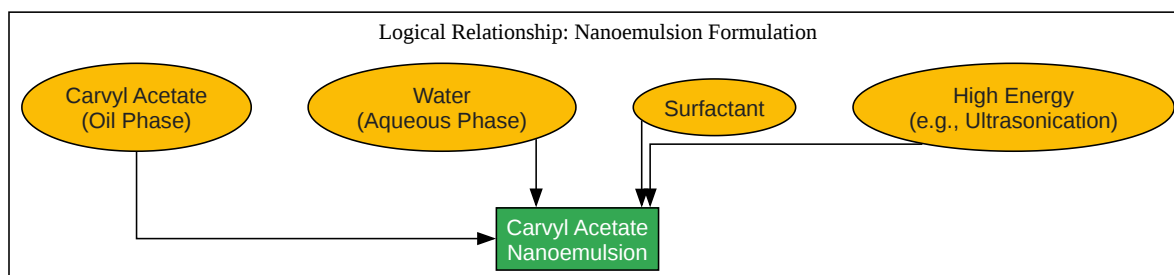 Logical Relationship: Nanoemulsion Formulation
Carvyl Acetate
(Oil Phase)
Water
(Aqueous Phase)
Surfactant
High Energy
(e.g., Ultrasonication)
Carvyl Acetate
Nanoemulsion